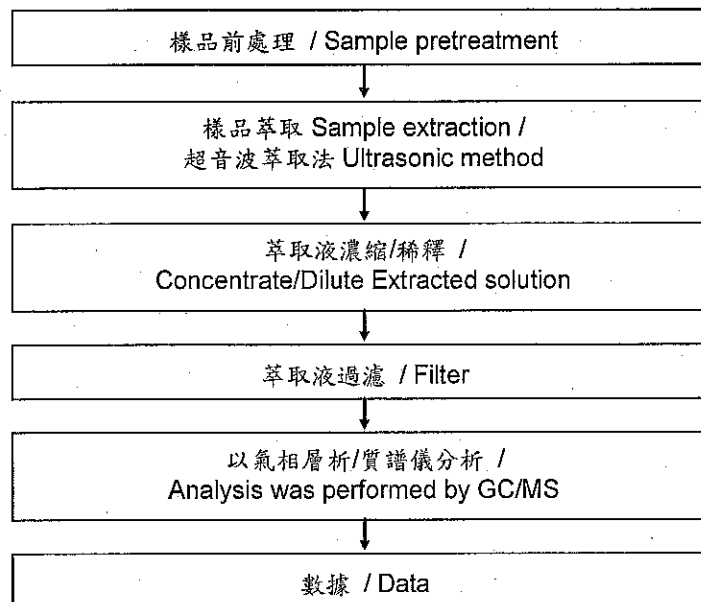 樣品前處理 / Sample pretreatment
樣品萃取 Sample extraction /
超音波萃取法 Ultrasonic method
萃取液濃縮/稀釋 /
Concentrate/Dilute Extracted solution
萃取液過濾 / Filter
以氣相層析/質譜儀分析 /
Analysis was performed by GC/MS
數據 / Data